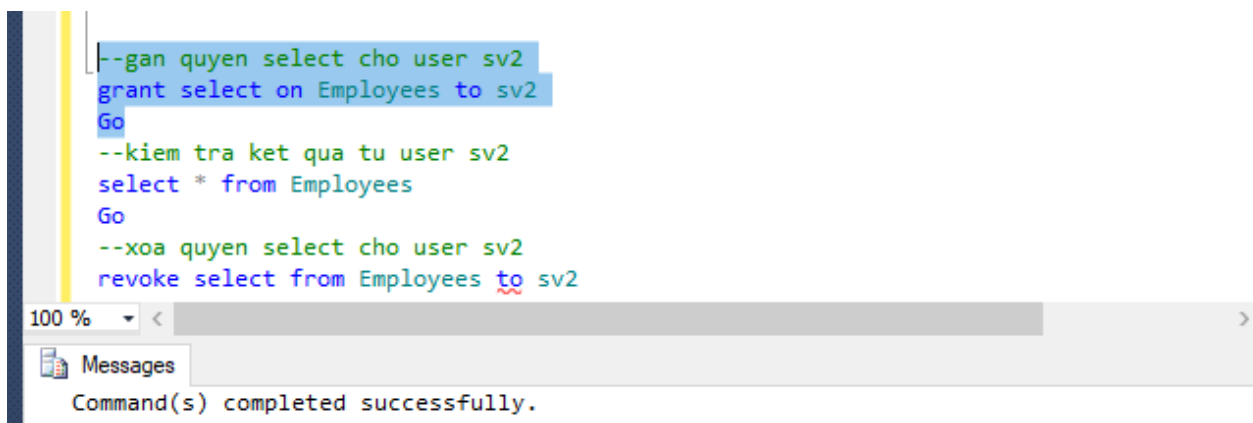 --gan quyen select cho user sv2
grant select on Employees to sv2
Go
--kiem tra ket qua tu user sv2
select * from Employees
Go
--xoa quyen select cho user sv2
revoke select from Employees to sv2
100 %
Messages
Command(s) completed successfully.